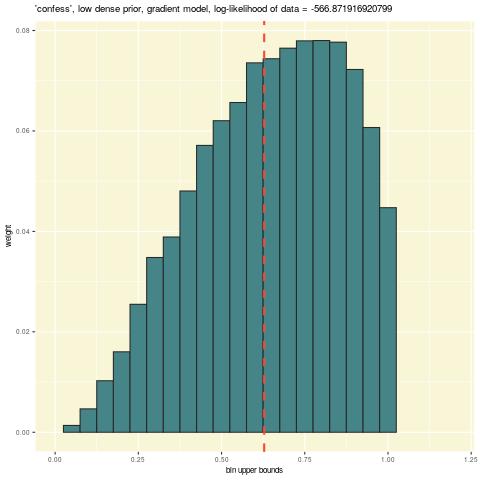 'confess', low dense prior, gradient model, log-likelihood of data = -566.871916920799
0.08
0.06
0.04
0.02
0.00
weight
0.00 0.25 0.50 0.75 1.00 1.25
bin upper bounds